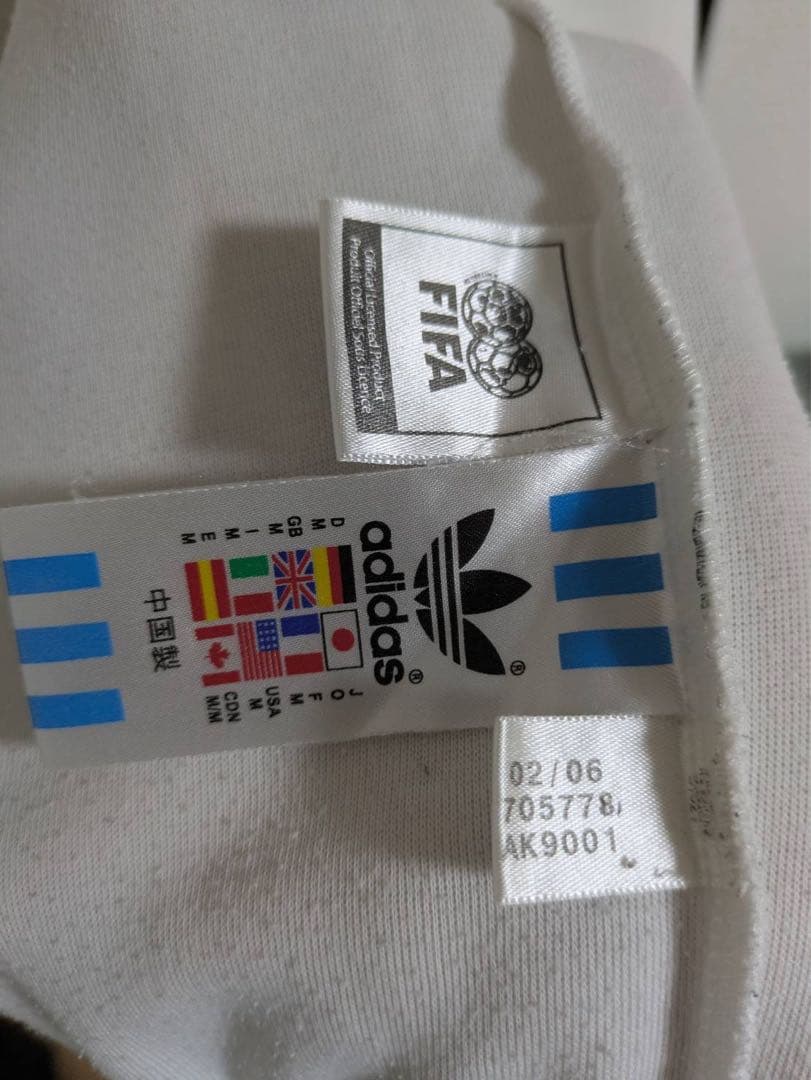 FIFA
Official Licensed Product
Produit Officiel Sous Licence
®
adidas®
D J
M O
GB F
M M
I USA
M M
E CDN
M M/M
中国製
02/06
705778
AK9001